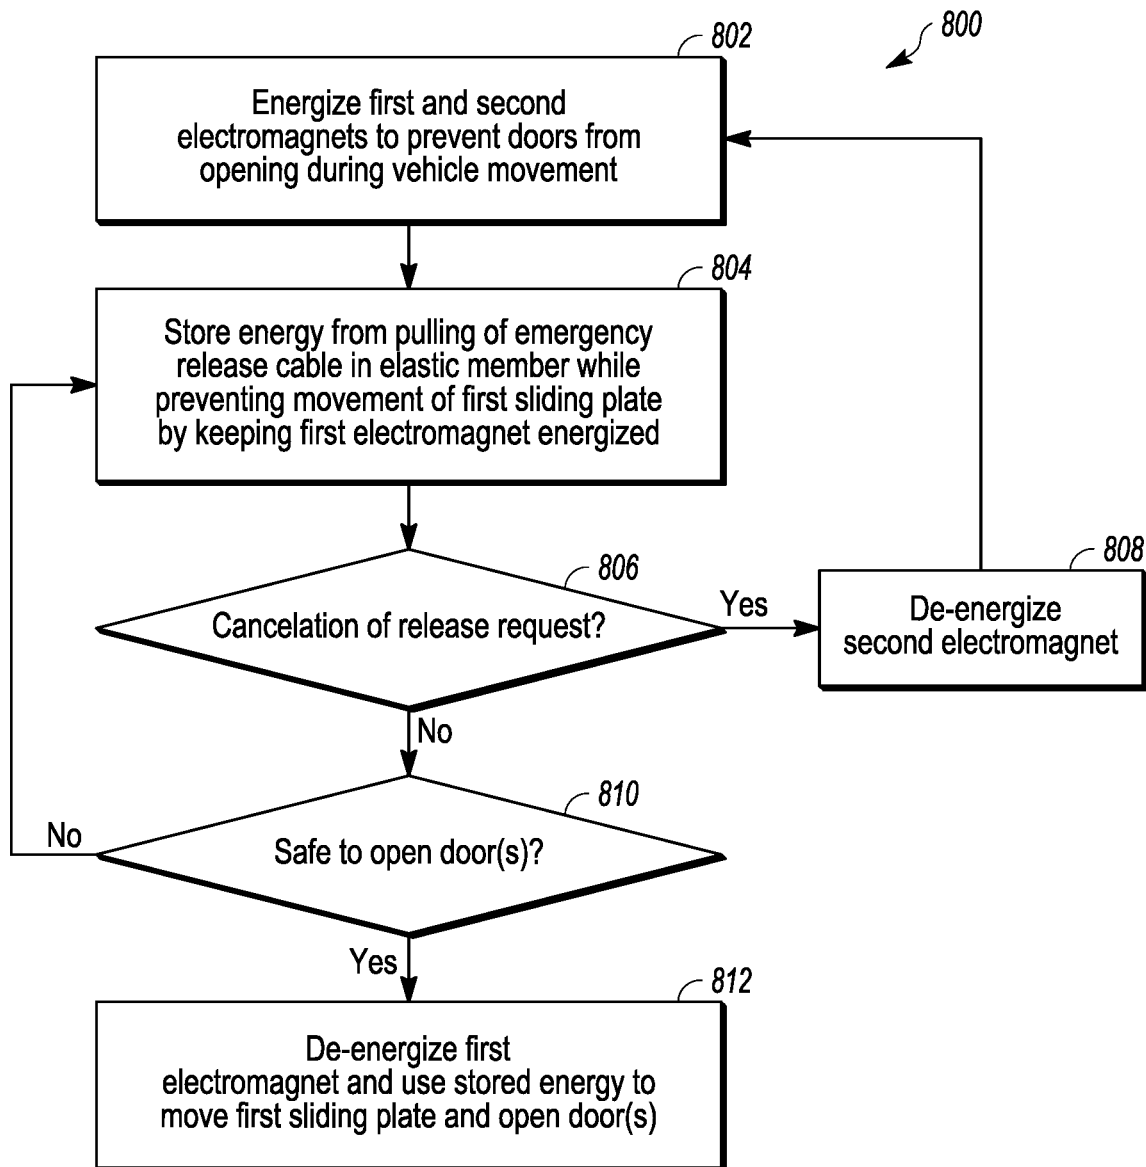 800
802
Energize first and second
electromagnets to prevent doors from
opening during vehicle movement
804
Store energy from pulling of emergency
release cable in elastic member while
preventing movement of first sliding plate
by keeping first electromagnet energized
806
Cancelation of release request?
Yes
808
De-energize
second electromagnet
No
810
Safe to open door(s)?
No
Yes
812
De-energize first
electromagnet and use stored energy to
move first sliding plate and open door(s)